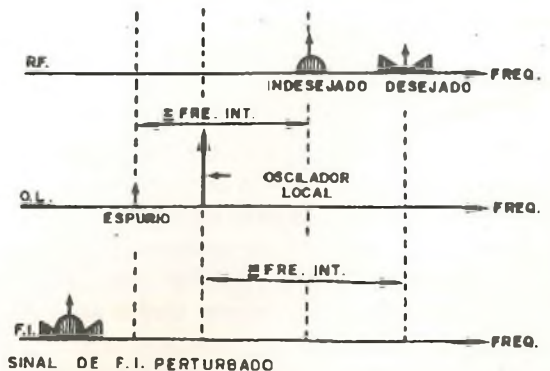 R.F.
INDESEJADO DESEJADO
FREQ.
≡ FRE. INT.
OSCILADOR
LOCAL
O.L.
ESPURIO
FREQ.
≡ FRE. INT.
F.I.
FREQ.
SINAL DE F.I. PERTURBADO